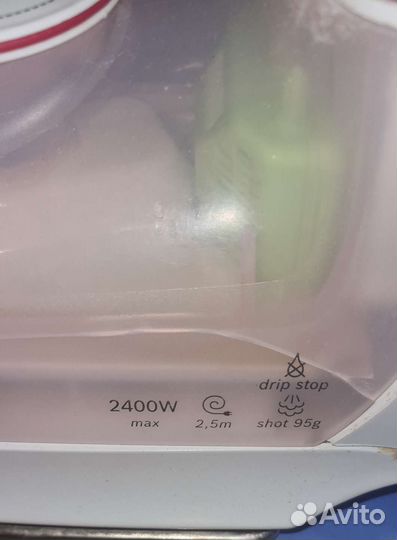 drip stop
2400W
max
2,5m
shot 95g
Avito